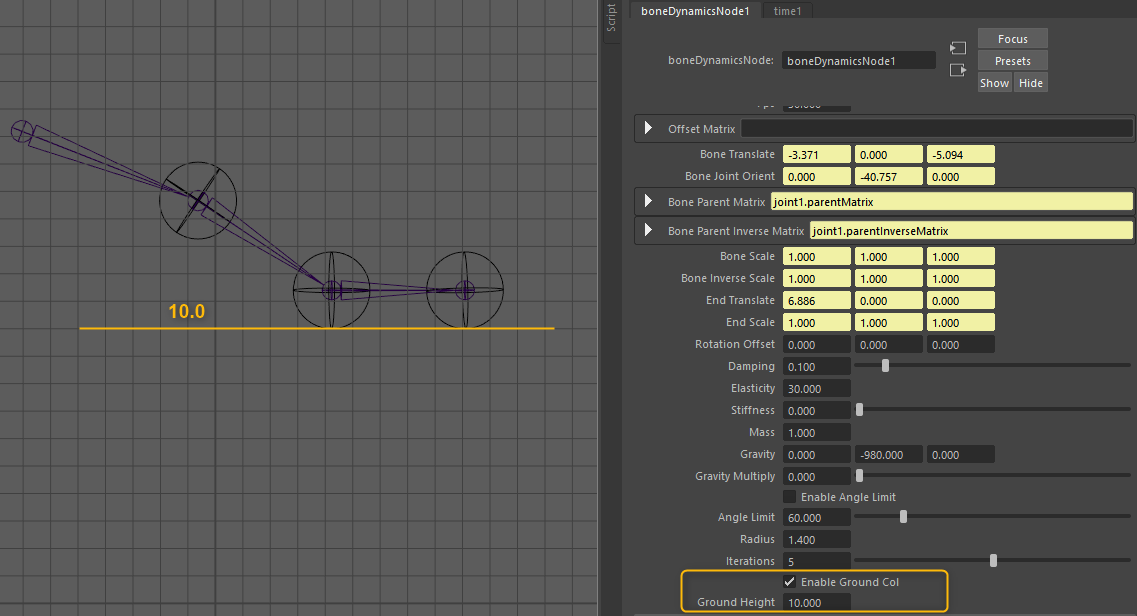 Script
boneDynamicsNode1 time1
boneDynamicsNode: boneDynamicsNode1
Focus
Presets
Show Hide
Offset Matrix
Bone Translate -3.371 0.000 -5.094
Bone Joint Orient 0.000 -40.757 0.000
Bone Parent Matrix joint1.parentMatrix
Bone Parent Inverse Matrix joint1.parentInverseMatrix
Bone Scale 1.000 1.000 1.000
Bone Inverse Scale 1.000 1.000 1.000
End Translate 6.886 0.000 0.000
End Scale 1.000 1.000 1.000
Rotation Offset 0.000 0.000 0.000
Damping 0.100
Elasticity 30.000
Stiffness 0.000
Mass 1.000
Gravity 0.000 -980.000 0.000
Gravity Multiply 0.000
Enable Angle Limit
Angle Limit 60.000
Radius 1.400
Iterations 5
Enable Ground Col
Ground Height 10.000
10.0